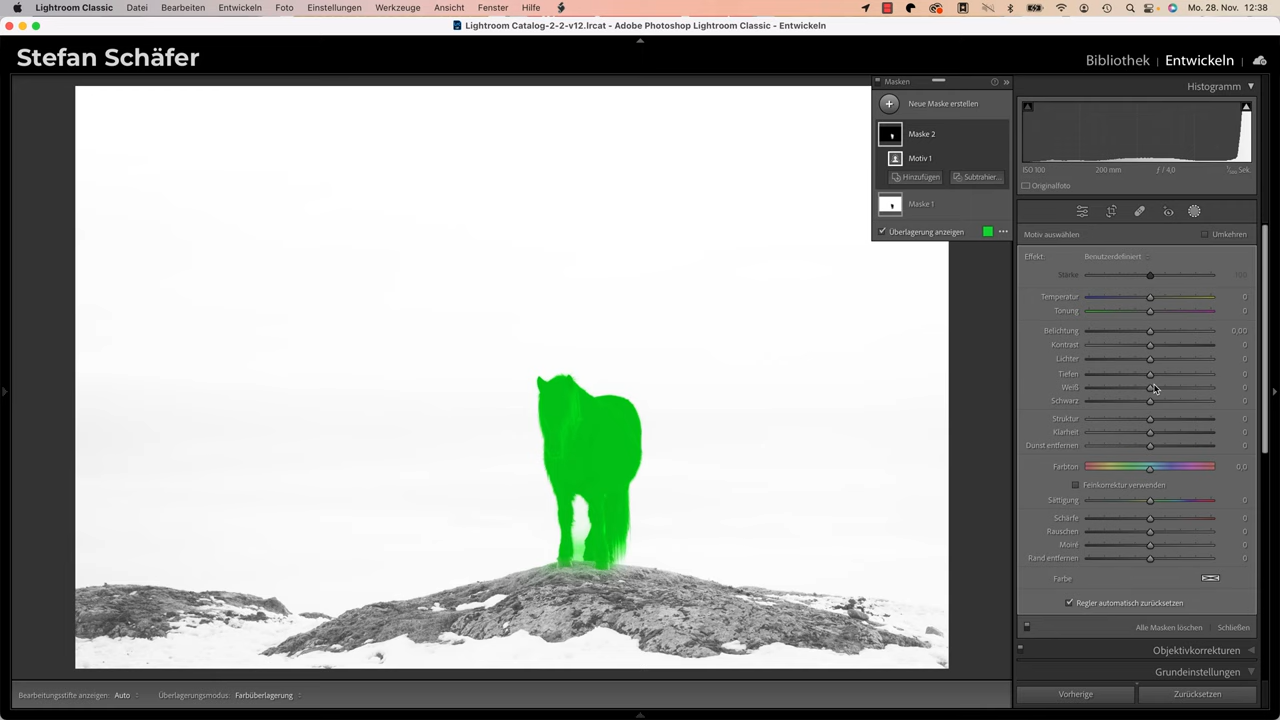 Lightroom Classic Datei Bearbeiten Entwickeln Foto Einstellungen Werkzeuge Ansicht Fenster Hilfe Mo. 28. Nov. 12:38
Lightroom Catalog-2-2-v12.lrcat - Adobe Photoshop Lightroom Classic - Entwickeln
Stefan Schäfer
Bibliothek | Entwickeln
Masken
Histogramm
Neue Maske erstellen
Maske 2
Motiv 1
Hinzufügen Subtrahier...
Maske 1
Überlagerung anzeigen
ISO 100 200 mm ƒ / 4,0 Sek.
Originalfoto
Motiv auswählen Umkehren
Effekt: Benutzerdefiniert
Stärke 100
Temperatur 0
Tonung 0
Belichtung 0,00
Kontrast 0
Lichter 0
Tiefen 0
Weiß 0
Schwarz 0
Struktur 0
Klarheit 0
Dunst entfernen 0
Farbton 0,0
Feinkorrektur verwenden
Sättigung 0
Schärfe 0
Rauschen 0
Moiré 0
Rand entfernen 0
Farbe
Regler automatisch zurücksetzen
Alle Masken löschen Schließen
Objektivkorrekturen
Grundeinstellungen
Vorherige Zurücksetzen
Bearbeitungsstifte anzeigen: Auto Überlagerungsmodus: Farbüberlagerung